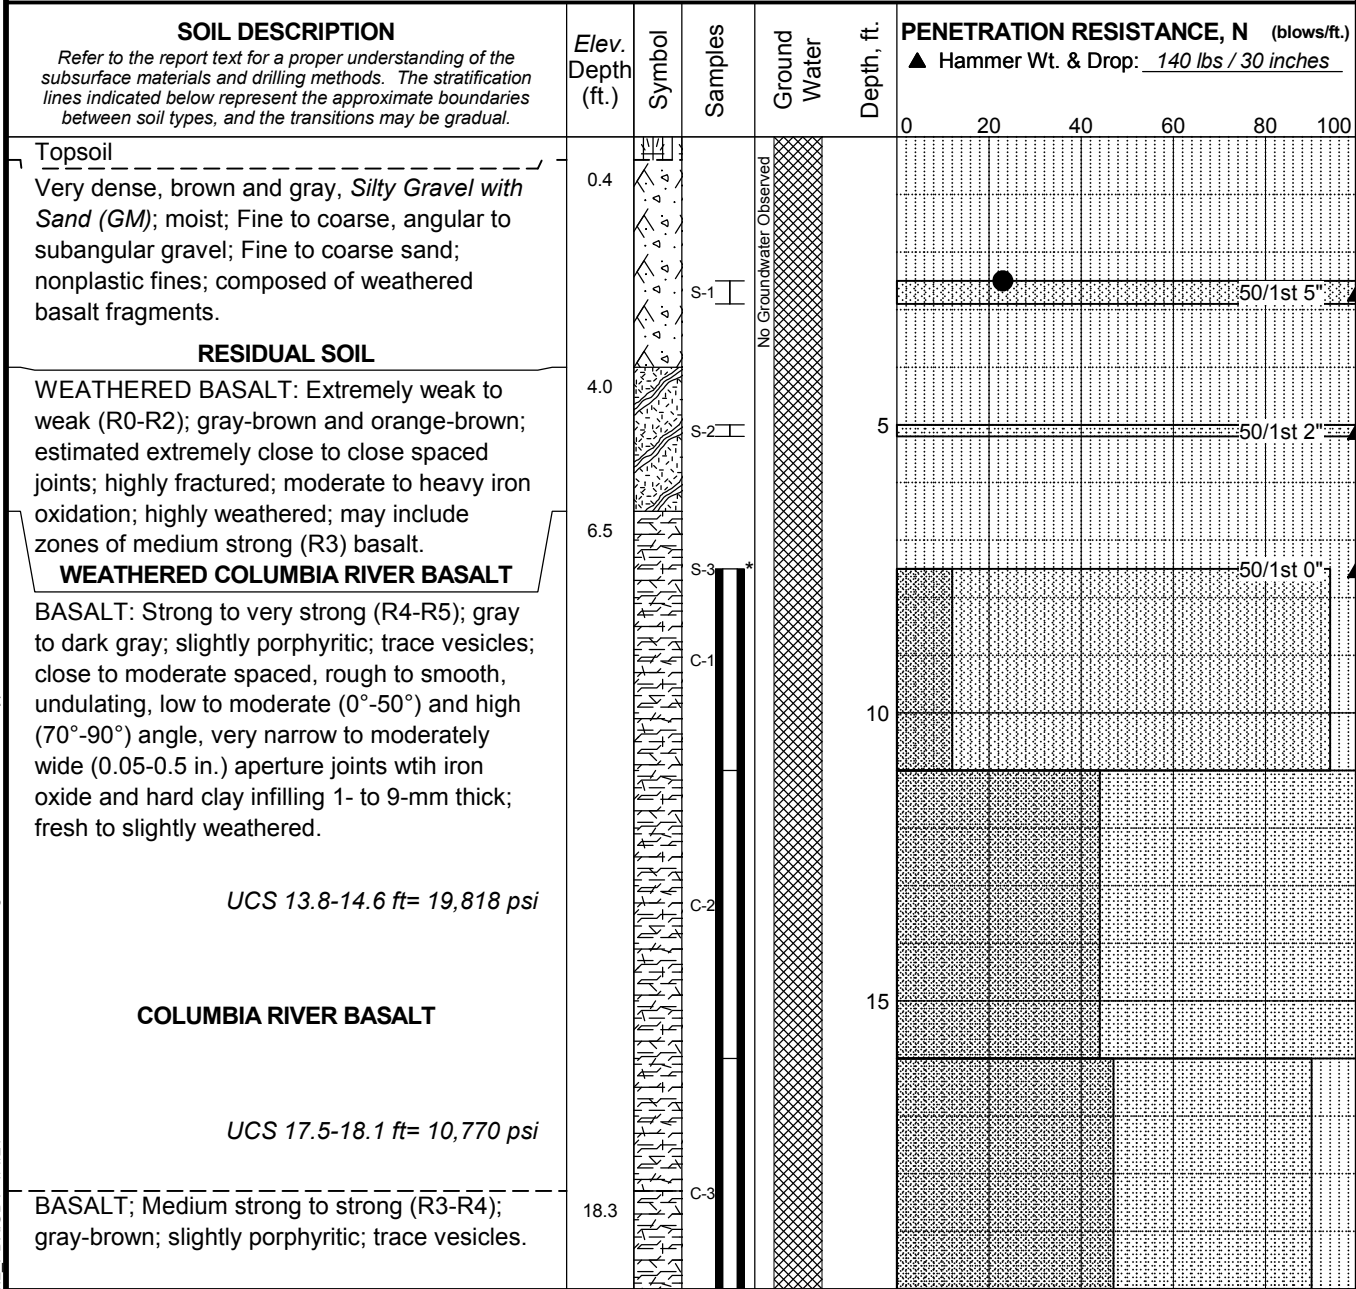 SOIL DESCRIPTION
Refer to the report text for a proper understanding of the
subsurface materials and drilling methods. The stratification
lines indicated below represent the approximate boundaries
between soil types, and the transitions may be gradual.
Elev.
Depth
(ft.)
Symbol
Samples
Ground
Water
Depth, ft.
PENETRATION RESISTANCE, N (blows/ft.)
▲ Hammer Wt. & Drop: 140 lbs / 30 inches
0 20 40 60 80 100
Topsoil
0.4
Very dense, brown and gray, Silty Gravel with
Sand (GM); moist; Fine to coarse, angular to
subangular gravel; Fine to coarse sand;
nonplastic fines; composed of weathered
basalt fragments.
RESIDUAL SOIL
S-1
No Groundwater Observed
50/1st 5"
4.0
WEATHERED BASALT: Extremely weak to
weak (R0-R2); gray-brown and orange-brown;
estimated extremely close to close spaced
joints; highly fractured; moderate to heavy iron
oxidation; highly weathered; may include
zones of medium strong (R3) basalt.
WEATHERED COLUMBIA RIVER BASALT
S-2
5
50/1st 2"
6.5
S-3
*
50/1st 0"
BASALT: Strong to very strong (R4-R5); gray
to dark gray; slightly porphyritic; trace vesicles;
close to moderate spaced, rough to smooth,
undulating, low to moderate (0°-50°) and high
(70°-90°) angle, very narrow to moderately
wide (0.05-0.5 in.) aperture joints wtih iron
oxide and hard clay infilling 1- to 9-mm thick;
fresh to slightly weathered.
C-1
10
UCS 13.8-14.6 ft= 19,818 psi
C-2
COLUMBIA RIVER BASALT
15
UCS 17.5-18.1 ft= 10,770 psi
C-3
18.3
BASALT; Medium strong to strong (R3-R4);
gray-brown; slightly porphyritic; trace vesicles.